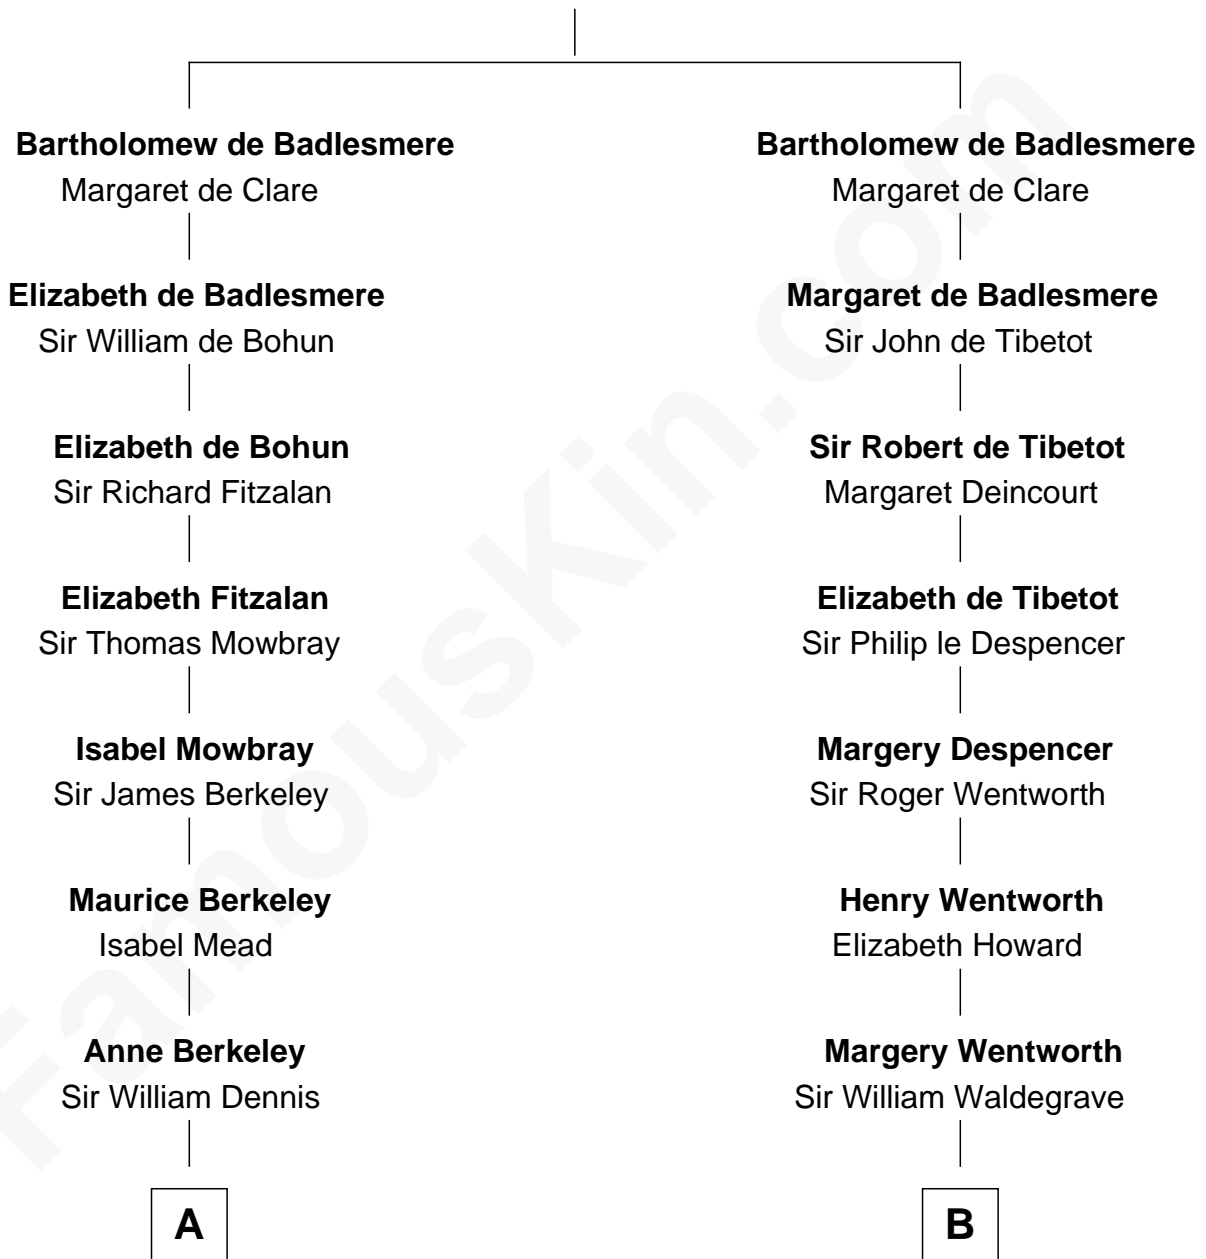 Bartholomew de Badlesmere
Margaret de Clare
Elizabeth de Badlesmere
Sir William de Bohun
Elizabeth de Bohun
Sir Richard Fitzalan
Elizabeth Fitzalan
Sir Thomas Mowbray
Isabel Mowbray
Sir James Berkeley
Maurice Berkeley
Isabel Mead
Anne Berkeley
Sir William Dennis
A
Bartholomew de Badlesmere
Margaret de Clare
Margaret de Badlesmere
Sir John de Tibetot
Sir Robert de Tibetot
Margaret Deincourt
Elizabeth de Tibetot
Sir Philip le Despencer
Margery Despencer
Sir Roger Wentworth
Henry Wentworth
Elizabeth Howard
Margery Wentworth
Sir William Waldegrave
B
FamousKin.com